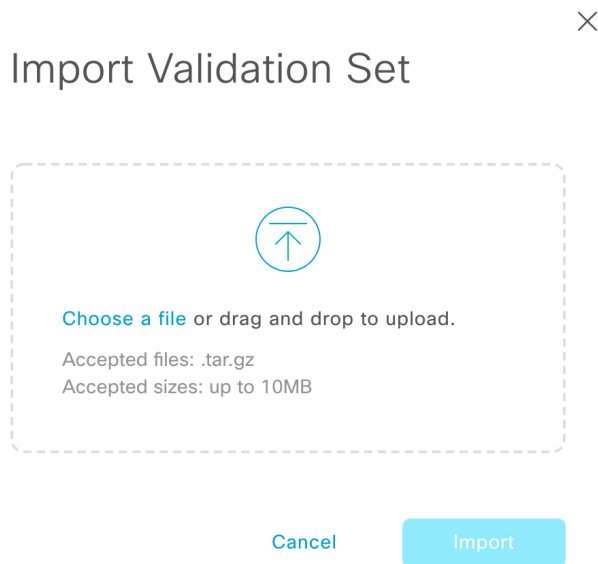 Import Validation Set
Choose a file or drag and drop to upload.
Accepted files: .tar.gz
Accepted sizes: up to 10MB
Cancel
Import